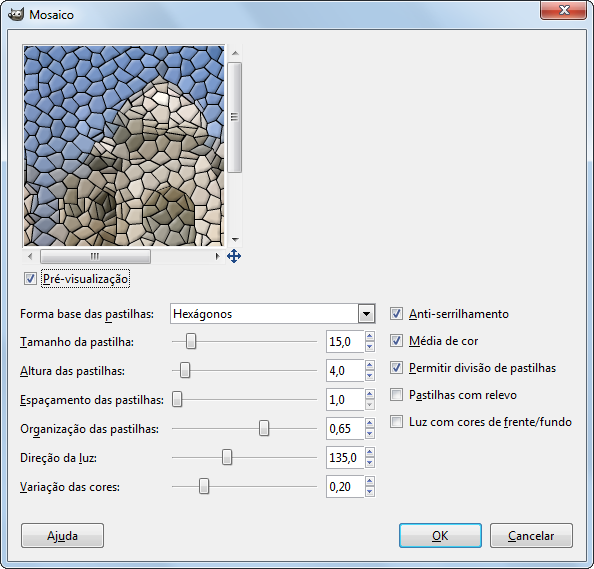 Mosaico
Pré-visualização
Forma base das pastilhas: Hexágonos
Tamanho da pastilha: 15,0
Altura das pastilhas: 4,0
Espaçamento das pastilhas: 1,0
Organização das pastilhas: 0,65
Direção da luz: 135,0
Variação das cores: 0,20
Anti-serrilhamento
Média de cor
Permitir divisão de pastilhas
Pastilhas com relevo
Luz com cores de frente/fundo
Ajuda
OK
Cancelar